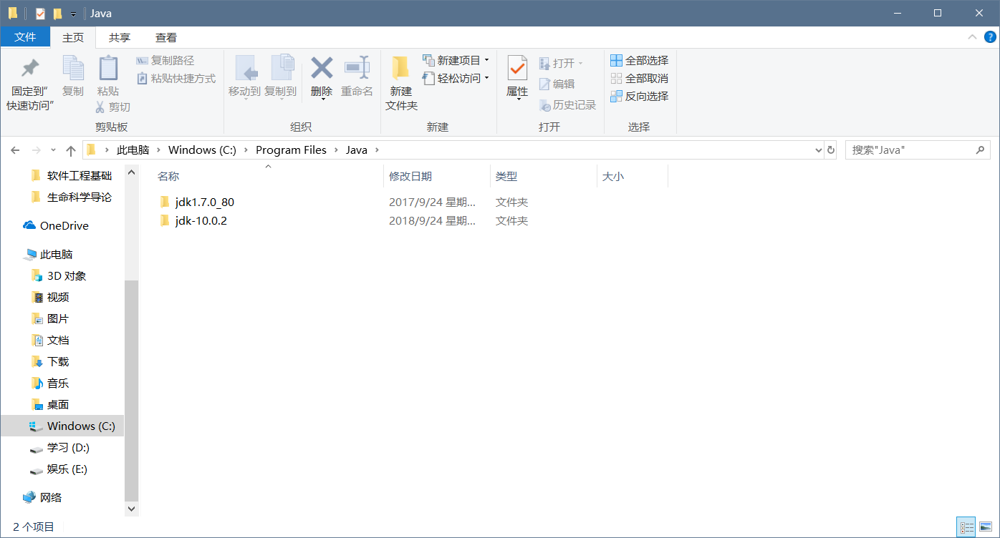 Java
文件 主页 共享 查看
固定到"快速访问" 复制 粘贴 剪切 复制路径 粘贴快捷方式
剪贴板
移动到 复制到 删除 重命名
组织
新建文件夹 新建项目 轻松访问
新建
属性 打开 编辑 历史记录
打开
全部选择 全部取消 反向选择
选择
此电脑 Windows (C:) Program Files Java
搜索"Java"
软件工程基础
生命科学导论
OneDrive
此电脑
3D 对象
视频
图片
文档
下载
音乐
桌面
Windows (C:)
学习 (D:)
娱乐 (E:)
网络
名称 修改日期 类型 大小
jdk1.7.0_80 2017/9/24 星期... 文件夹
jdk-10.0.2 2018/9/24 星期... 文件夹
2 个项目